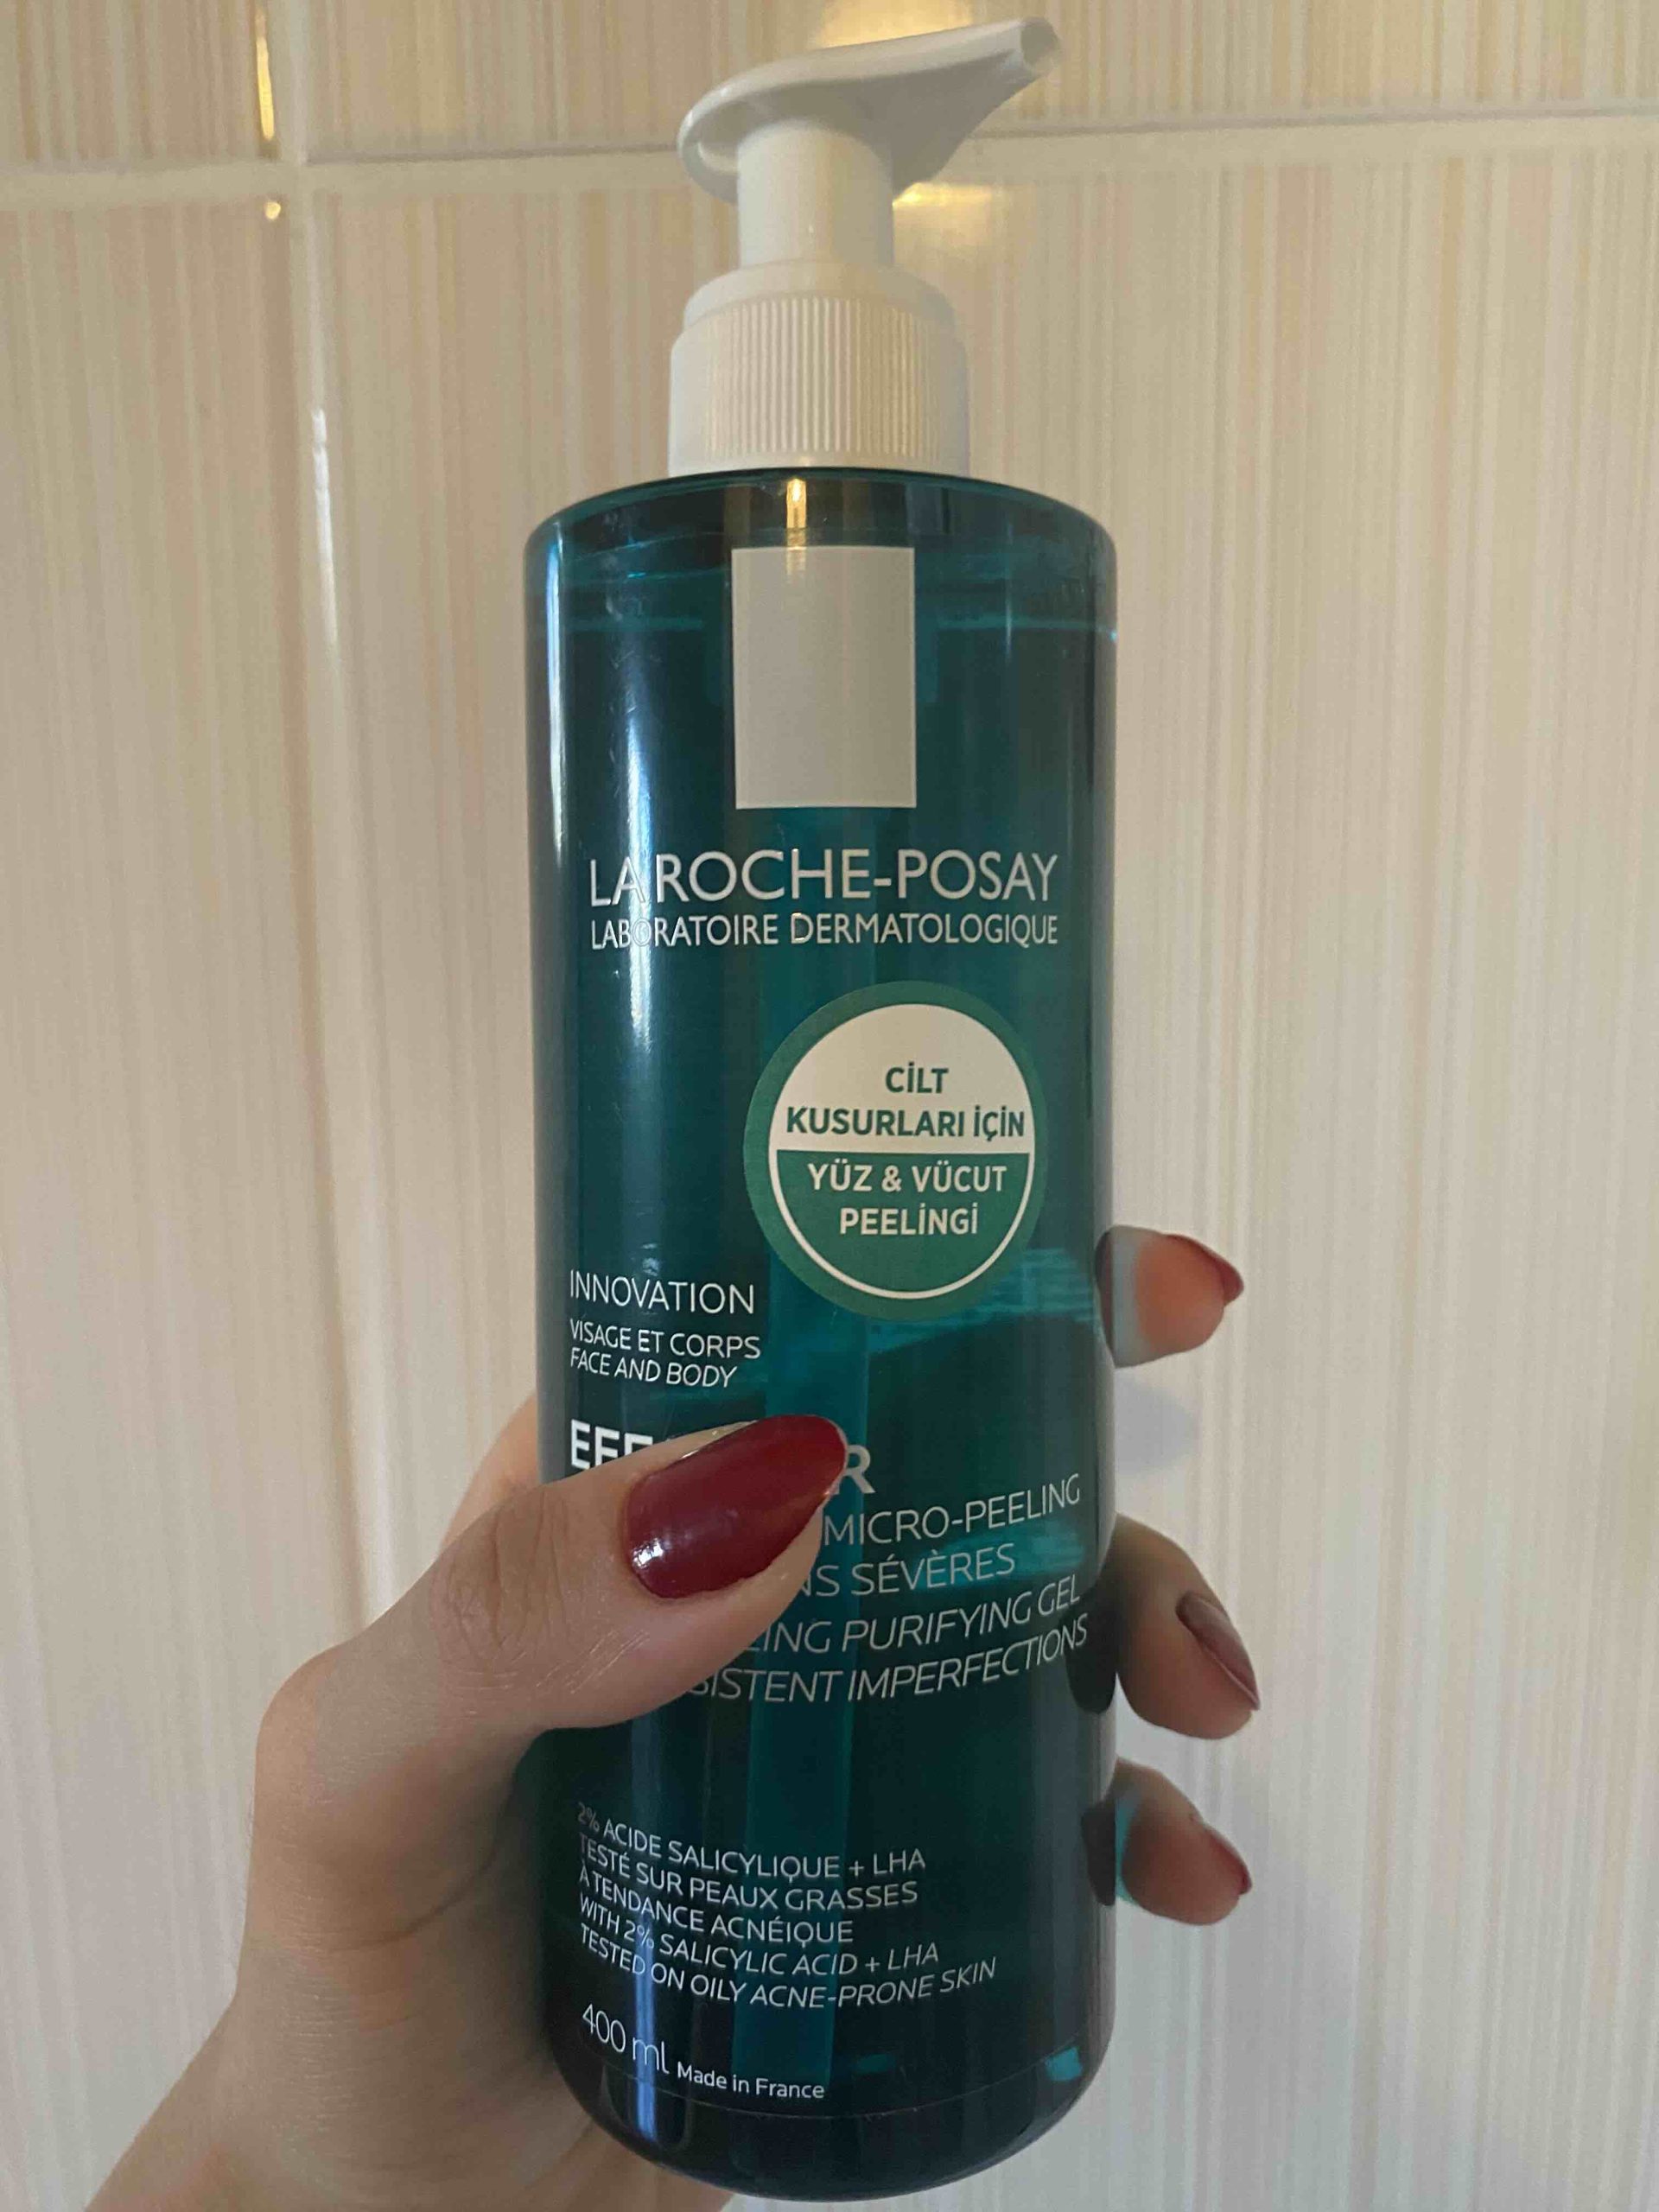 LA ROCHE-POSAY
LABORATOIRE DERMATOLOGIQUE
CİLT
KUSURLARI İÇİN
YÜZ & VÜCUT
PEELİNGİ
INNOVATION
VISAGE ET CORPS
FACE AND BODY
MICRO-PEELING
SÉVÈRES
PURIFYING GEL
IMPERFECTIONS
2% ACIDE SALICYLIQUE + LHA
TESTÉ SUR PEAUX GRASSES
À TENDANCE ACNÉIQUE
WITH 2% SALICYLIC ACID + LHA
TESTED ON OILY ACNE-PRONE SKIN
400 ml Made in France